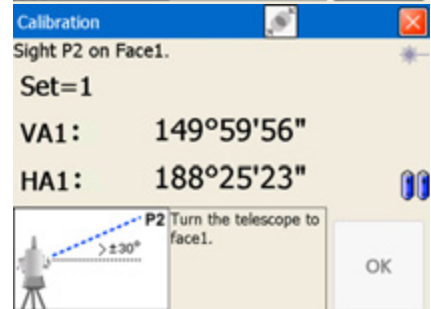 Calibration
Sight P2 on Face1.
Set=1
VA1: 149°59'56"
HA1: 188°25'23"
P2
>±30°
Turn the telescope to
face1.
OK